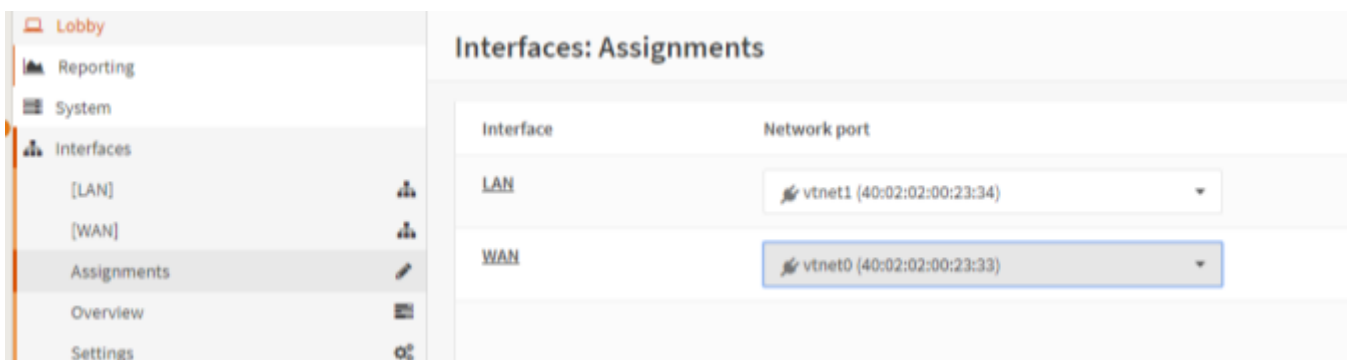 Lobby
Reporting
System
Interfaces
[LAN]
[WAN]
Assignments
Overview
Settings
Interfaces: Assignments
Interface Network port
LAN vtnet1 (40:02:02:00:23:34)
WAN vtnet0 (40:02:02:00:23:33)